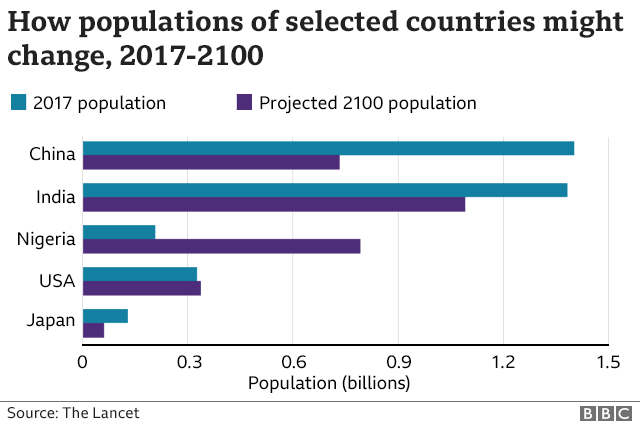 How populations of selected countries might
change, 2017-2100
2017 population
Projected 2100 population
China
India
Nigeria
USA
Japan
0 0.3 0.6 0.9 1.2 1.5
Population (billions)
Source: The Lancet
BBC